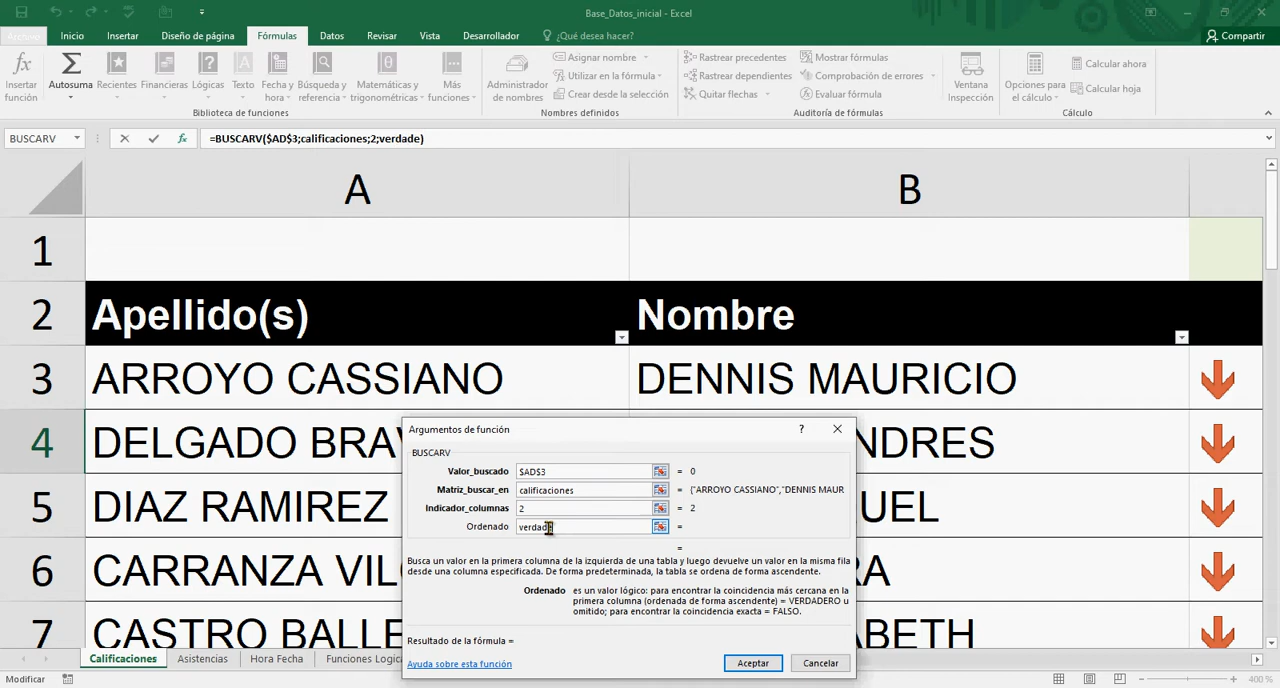 Base_Datos_inicial - Excel
Archivo Inicio Insertar Diseño de página Fórmulas Datos Revisar Vista Desarrollador ¿Qué desea hacer? Compartir
Insertar función
Autosuma
Recientes
Financieras
Lógicas
Texto
Fecha y hora
Búsqueda y referencia
Matemáticas y trigonométricas
Más funciones
Biblioteca de funciones
Administrador de nombres
Asignar nombre
Utilizar en la fórmula
Crear desde la selección
Nombres definidos
Rastrear precedentes
Rastrear dependientes
Quitar flechas
Mostrar fórmulas
Comprobación de errores
Evaluar fórmula
Auditoría de fórmulas
Ventana Inspección
Opciones para el cálculo
Calcular ahora
Calcular hoja
Cálculo
BUSCARV fx =BUSCARV($AD$3;calificaciones;2;verdade)
A B
1
2 Apellido(s) Nombre
3 ARROYO CASSIANO DENNIS MAURICIO
4 DELGADO BRAV NDRES
5 DIAZ RAMIREZ UEL
6 CARRANZA VIL RA
7 CASTRO BALLE ABETH
Argumentos de función ?
BUSCARV
Valor_buscado $AD$3 = 0
Matriz_buscar_en calificaciones = {"ARROYO CASSIANO","DENNIS MAUR
Indicador_columnas 2 = 2
Ordenado verdade =
=
Busca un valor en la primera columna de la izquierda de una tabla y luego devuelve un valor en la misma fila
desde una columna especificada. De forma predeterminada, la tabla se ordena de forma ascendente.
Ordenado es un valor lógico: para encontrar la coincidencia más cercana en la
primera columna (ordenada de forma ascendente) = VERDADERO u
omitido; para encontrar la coincidencia exacta = FALSO.
Resultado de la fórmula =
Ayuda sobre esta función Aceptar Cancelar
Calificaciones Asistencias Hora Fecha Funciones Logica
Modificar 400 %